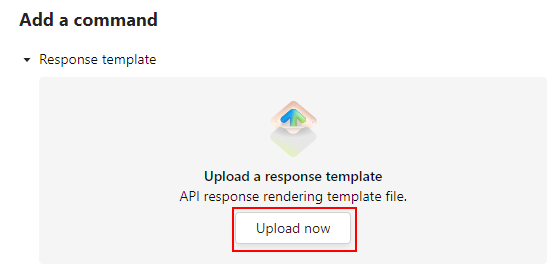 Add a command
Response template
Upload a response template
API response rendering template file.
Upload now